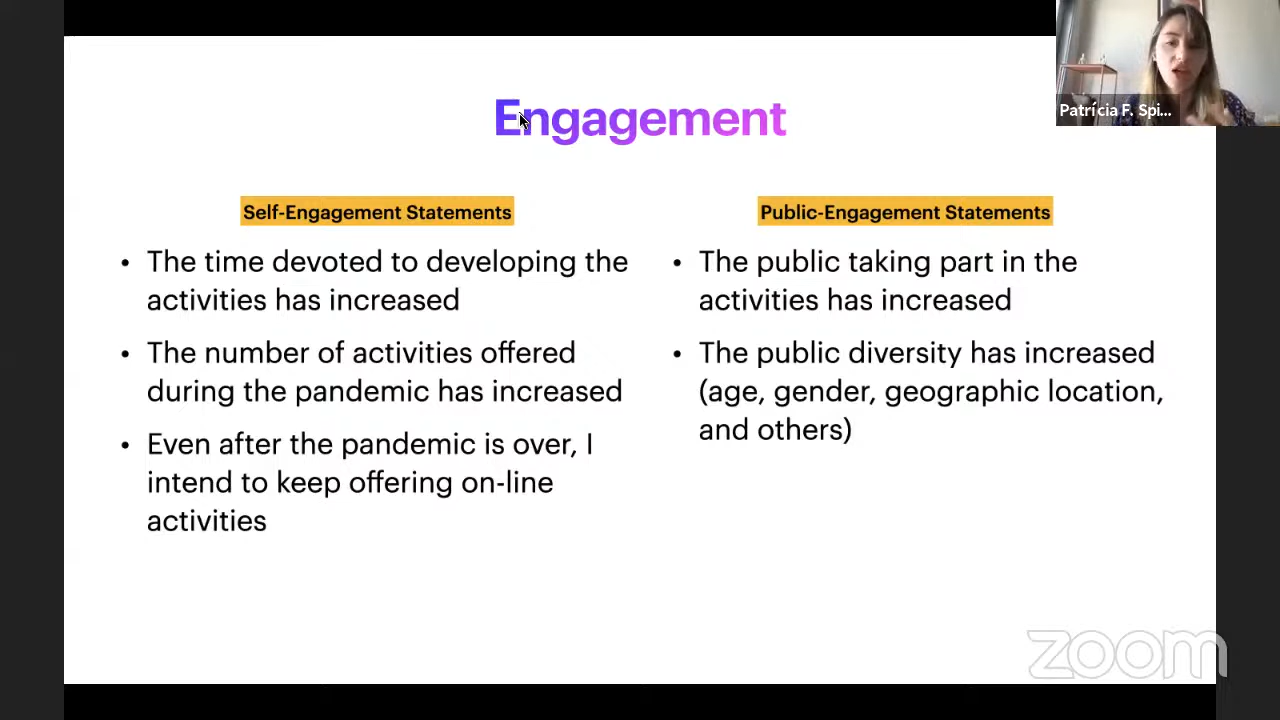 Engagement
Patrícia F. Spi...
Self-Engagement Statements
• The time devoted to developing the
activities has increased
• The number of activities offered
during the pandemic has increased
• Even after the pandemic is over, I
intend to keep offering on-line
activities
Public-Engagement Statements
• The public taking part in the
activities has increased
• The public diversity has increased
(age, gender, geographic location,
and others)
zoom